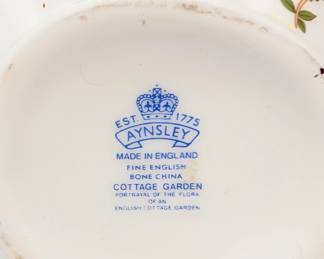 EST. 1775
AYNSLEY
MADE IN ENGLAND
FINE ENGLISH
BONE CHINA
COTTAGE GARDEN
PORTRAYAL OF THE FLORA
OF AN
ENGLISH COTTAGE GARDEN